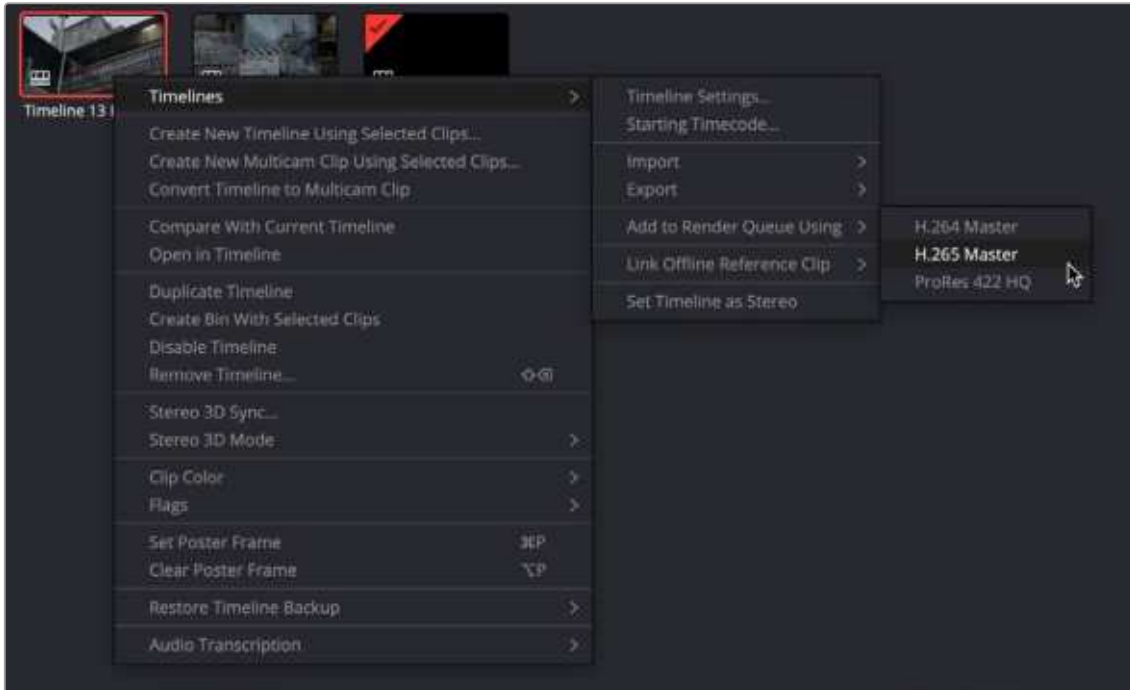 Timeline 13
Timelines
Create New Timeline Using Selected Clips...
Create New Multicam Clip Using Selected Clips...
Convert Timeline to Multicam Clip
Compare With Current Timeline
Open in Timeline
Duplicate Timeline
Create Bin With Selected Clips
Disable Timeline
Remove Timeline...
Stereo 3D Sync...
Stereo 3D Mode
Clip Color
Flags
Set Poster Frame ⌘P
Clear Poster Frame ⌥P
Restore Timeline Backup
Audio Transcription
Timeline Settings...
Starting Timecode...
Import
Export
Add to Render Queue Using
Link Offline Reference Clip
Set Timeline as Stereo
H.264 Master
H.265 Master
ProRes 422 HQ